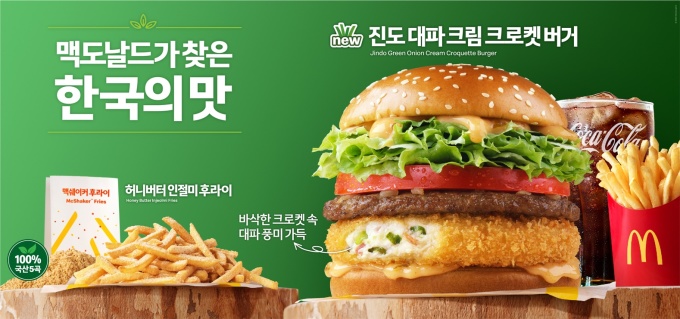 맥도날드가 찾은
한국의 맛
new
진도 대파 크림 크로켓 버거
Jindo Green Onion Cream Croquette Burger
맥쉐이커 후라이
McShaker Fries
허니버터 인절미 후라이
Honey Butter Injeolmi Fries
바삭한 크로켓 속
대파 풍미 가득
100%
국산 5곡
Coca-Cola